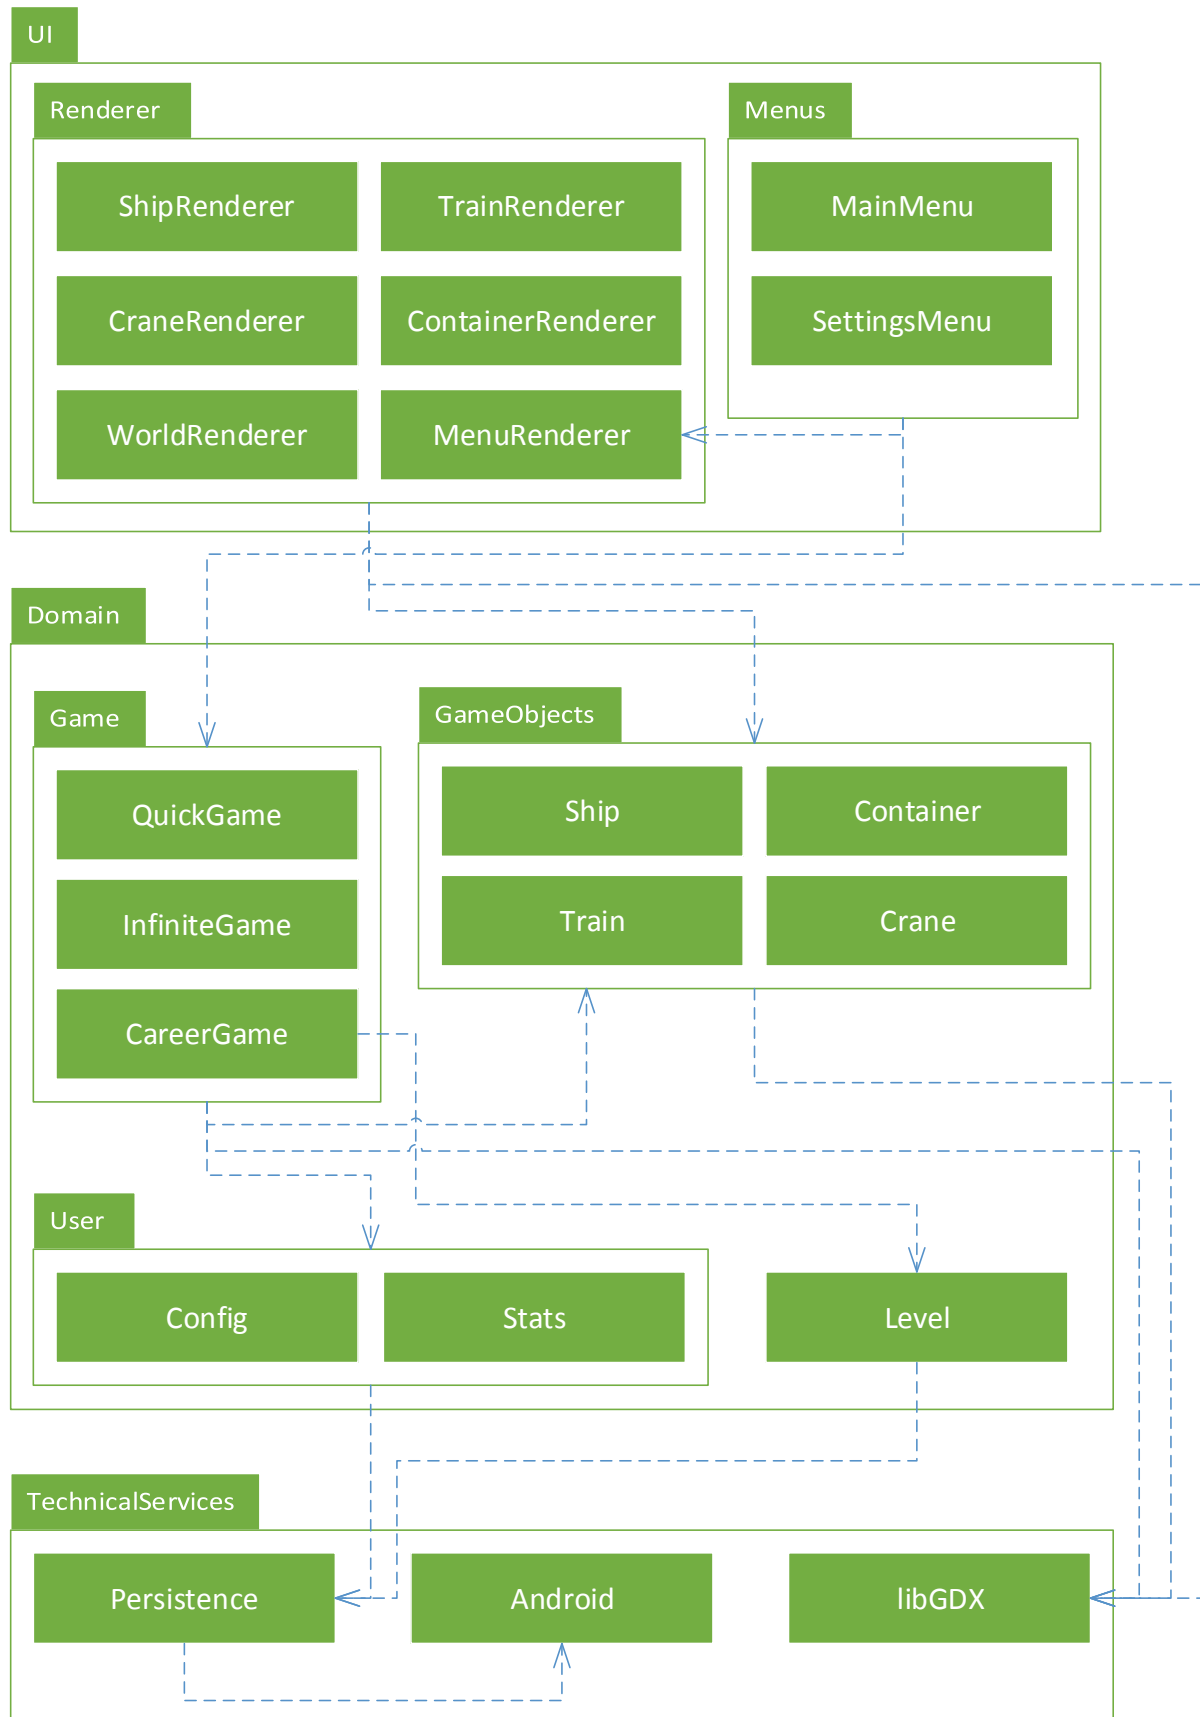 UI
Renderer
Menus
ShipRenderer
TrainRenderer
MainMenu
CraneRenderer
ContainerRenderer
SettingsMenu
WorldRenderer
MenuRenderer
Domain
Game
GameObjects
QuickGame
Ship
Container
InfiniteGame
Train
Crane
CareerGame
User
Config
Stats
Level
TechnicalServices
Persistence
Android
libGDX